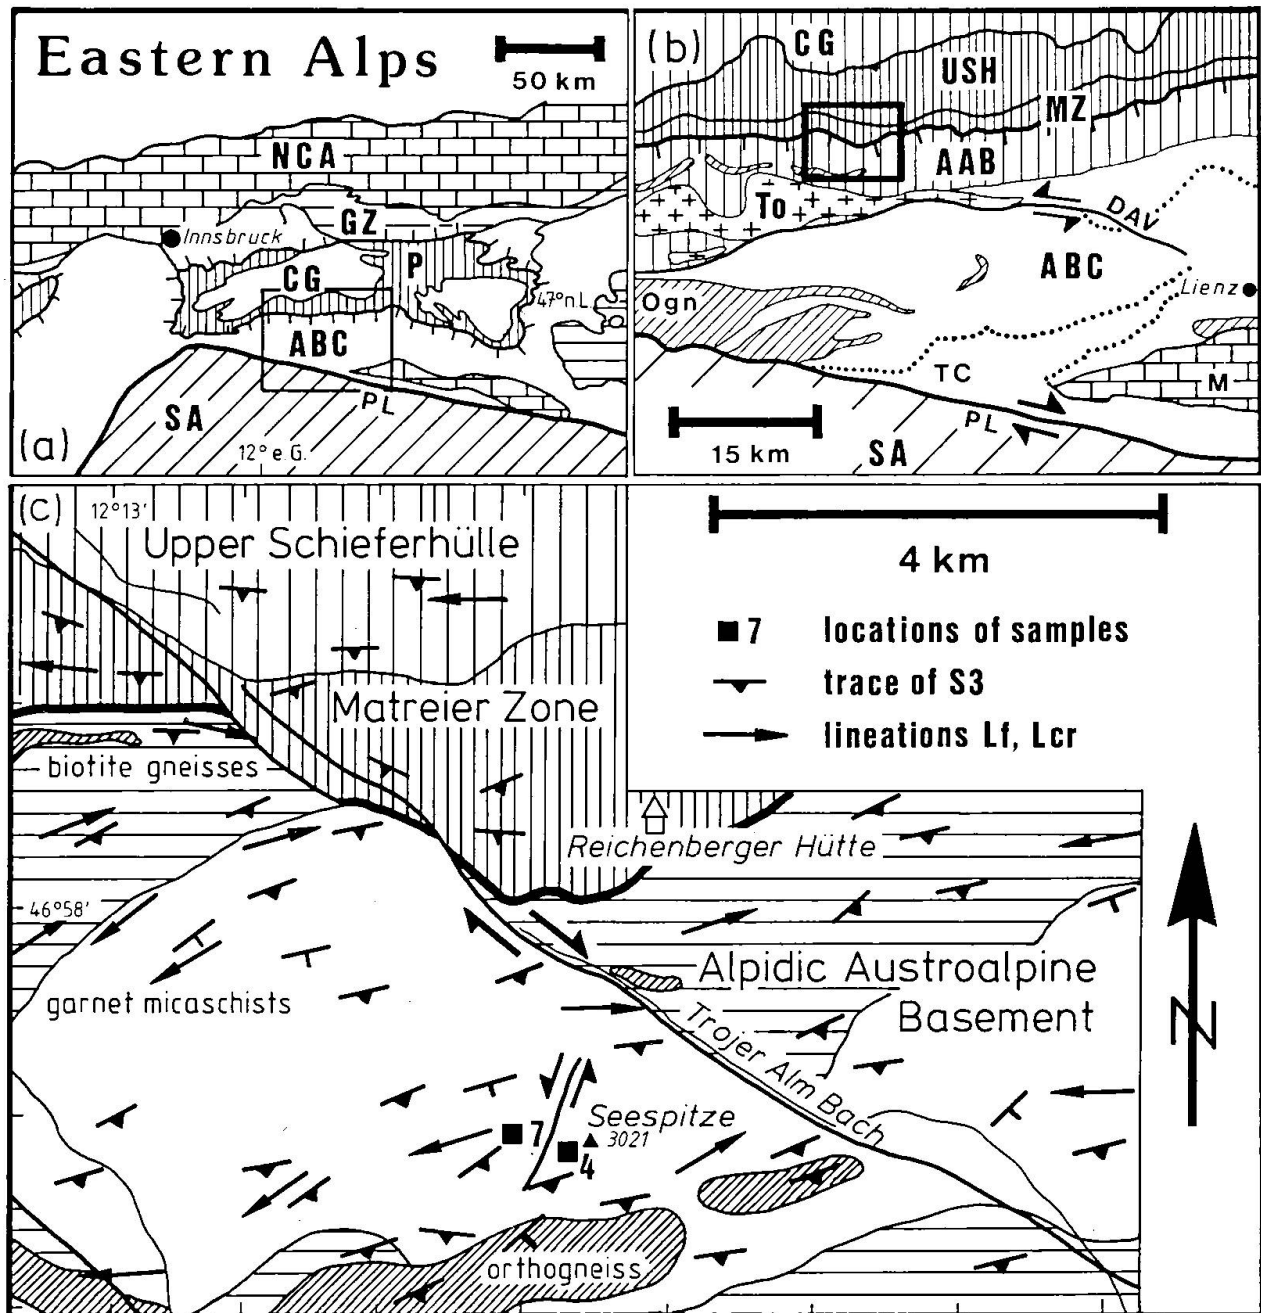 Eastern Alps
50 km
NCA
GZ
Innsbruck
CG
P
47° n L.
ABC
PL
SA
12° e. G.
(a)
(b)
CG
USH
MZ
AAB
To
DAV
ABC
Lienz
Ogn
TC
M
PL
15 km
SA
(c)
12°13'
Upper Schieferhülle
4 km
7 locations of samples
trace of S3
lineations Lf, Lcr
Matreier Zone
biotite gneisses
Reichenberger Hütte
46°58'
Alpidic Austroalpine
Basement
garnet micaschists
Trojer Alm Bach
N
Seespitze
3021
7
4
orthogneiss